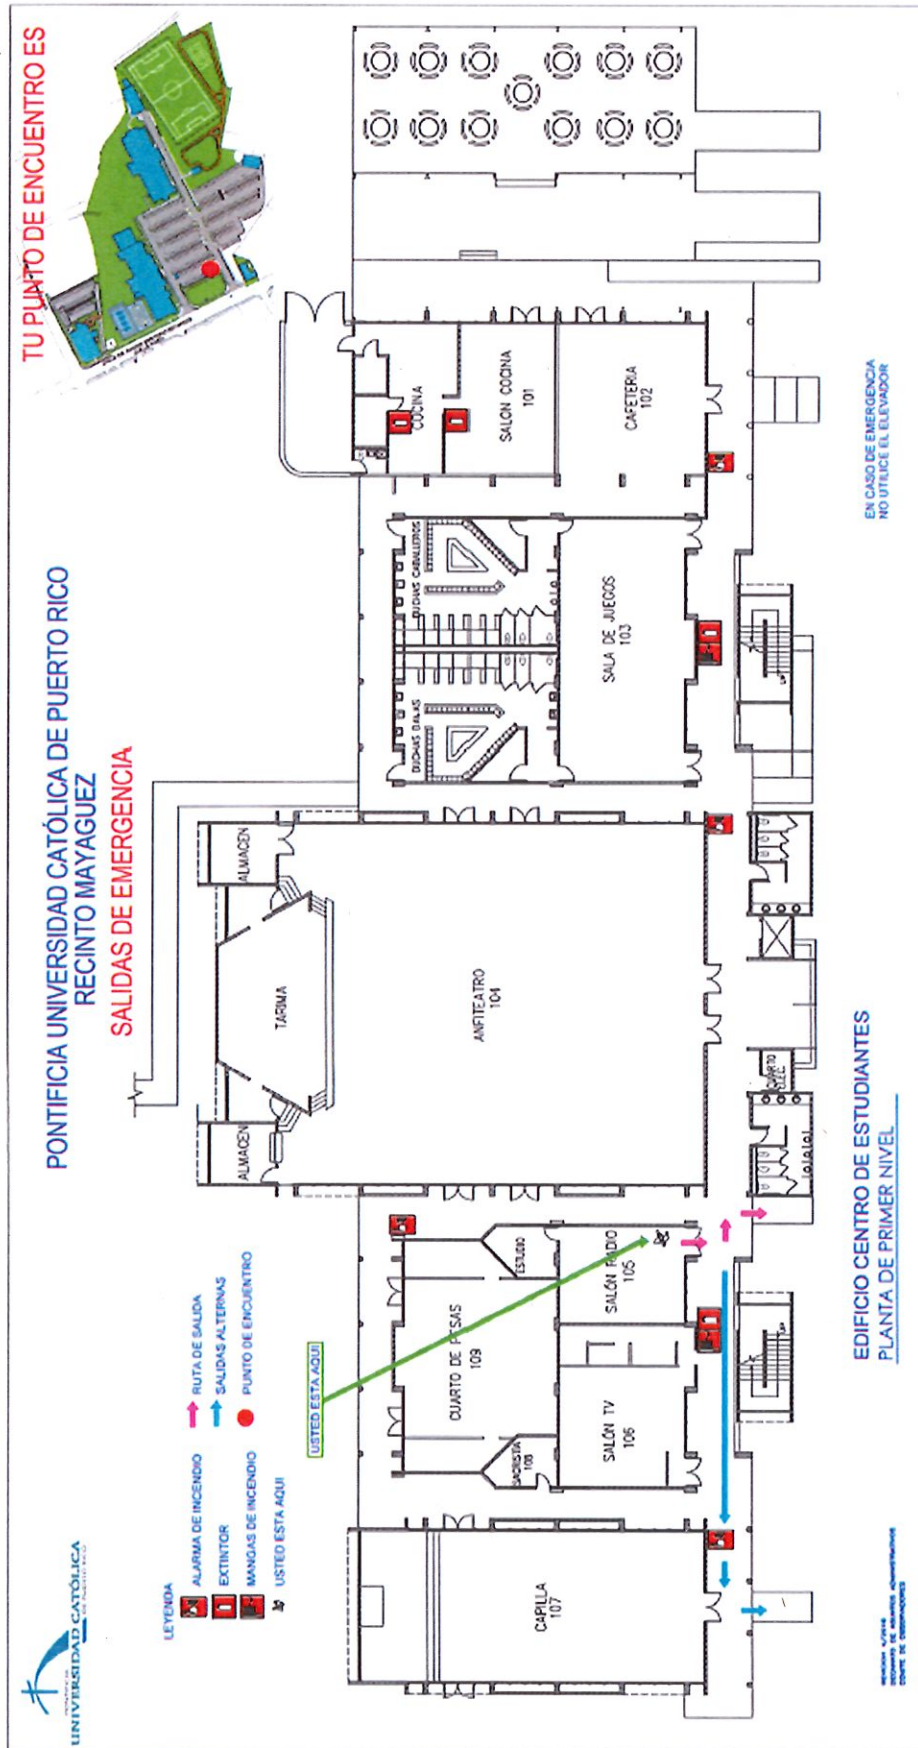 UNIVERSIDAD CATÓLICA
PONTIFICIA UNIVERSIDAD CATÓLICA DE PUERTO RICO
RECINTO MAYAGUEZ
SALIDAS DE EMERGENCIA
TU PUNTO DE ENCUENTRO ES
LEYENDA
ALARMA DE INCENDIO
EXTINTOR
MANGAS DE INCENDIO
USTED ESTA AQUI
RUTA DE SALIDA
SALIDAS ALTERNAS
PUNTO DE ENCUENTRO
USTED ESTA AQUI
CAPILLA
107
SACRISTIA
108
CUARTO DE PESAS
109
ESTUDIO
SALÓN TV
106
SALÓN RADIO
105
ALMACEN
TARIMA
ALMACEN
ANFITEATRO
104
CUARTO
ELEC.
DUCHAS DAMAS
DUCHAS CABALLEROS
SALA DE JUEGOS
103
COCINA
SALON COCINA
101
CAFETERIA
102
UP
UP
EDIFICIO CENTRO DE ESTUDIANTES
PLANTA DE PRIMER NIVEL
EN CASO DE EMERGENCIA
NO UTILICE EL ELEVADOR